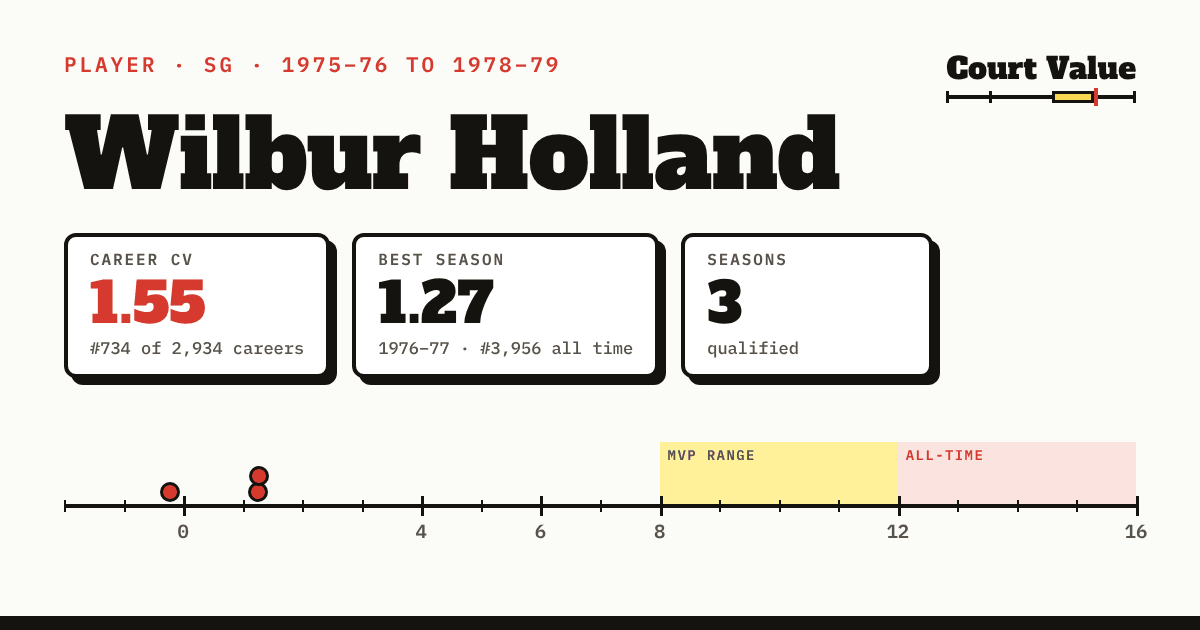 PLAYER · SG · 1975–76 TO 1978–79
Court Value
Wilbur Holland
CAREER CV
1.55
#734 of 2,934 careers
BEST SEASON
1.27
1976–77 · #3,956 all time
SEASONS
3
qualified
MVP RANGE
ALL-TIME
0 4 6 8 12 16